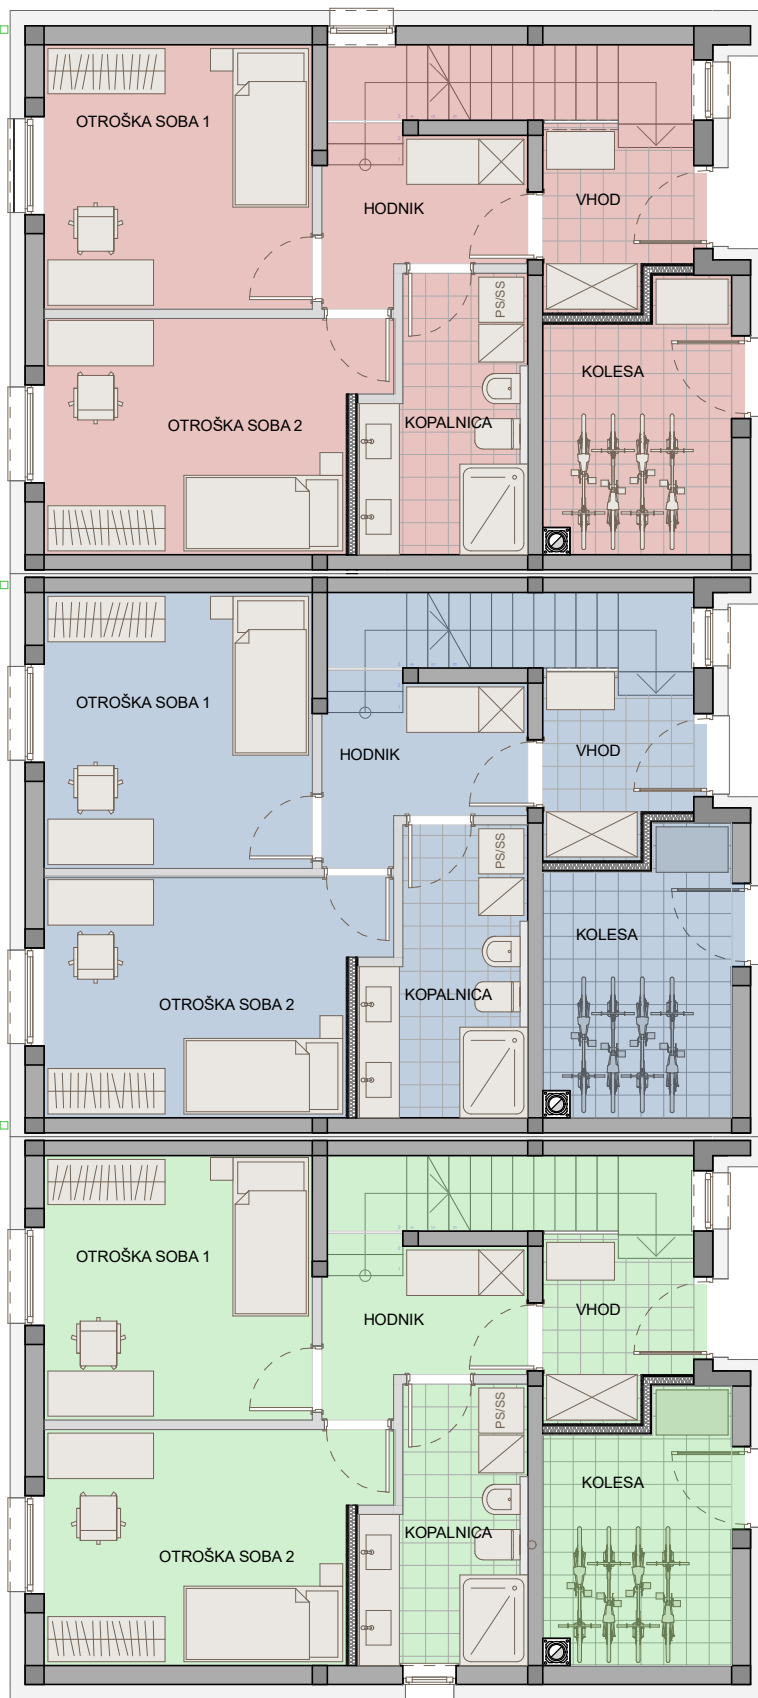 OTROŠKA SOBA 1
HODNIK
VHOD
PS/SS
KOLESA
OTROŠKA SOBA 2
KOPALNICA
OTROŠKA SOBA 1
HODNIK
VHOD
PS/SS
KOLESA
OTROŠKA SOBA 2
KOPALNICA
OTROŠKA SOBA 1
HODNIK
VHOD
PS/SS
KOLESA
OTROŠKA SOBA 2
KOPALNICA